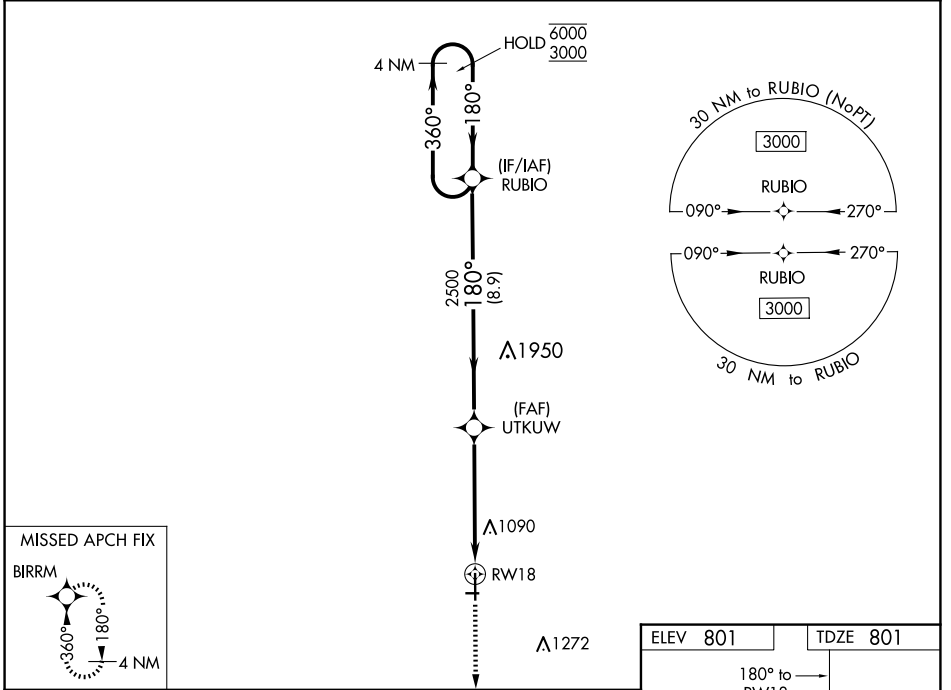 HOLD 6000
3000
4 NM
360°
180°
(IF/IAF)
RUBIO
2500
180°
(8.9)
1950
(FAF)
UTKUW
1090
RW18
1272
30 NM to RUBIO (NoPT)
3000
RUBIO
090°
270°
090°
270°
RUBIO
3000
30 NM to RUBIO
MISSED APCH FIX
BIRRM
360°
180°
4 NM
ELEV 801
TDZE 801
180° to
RW18